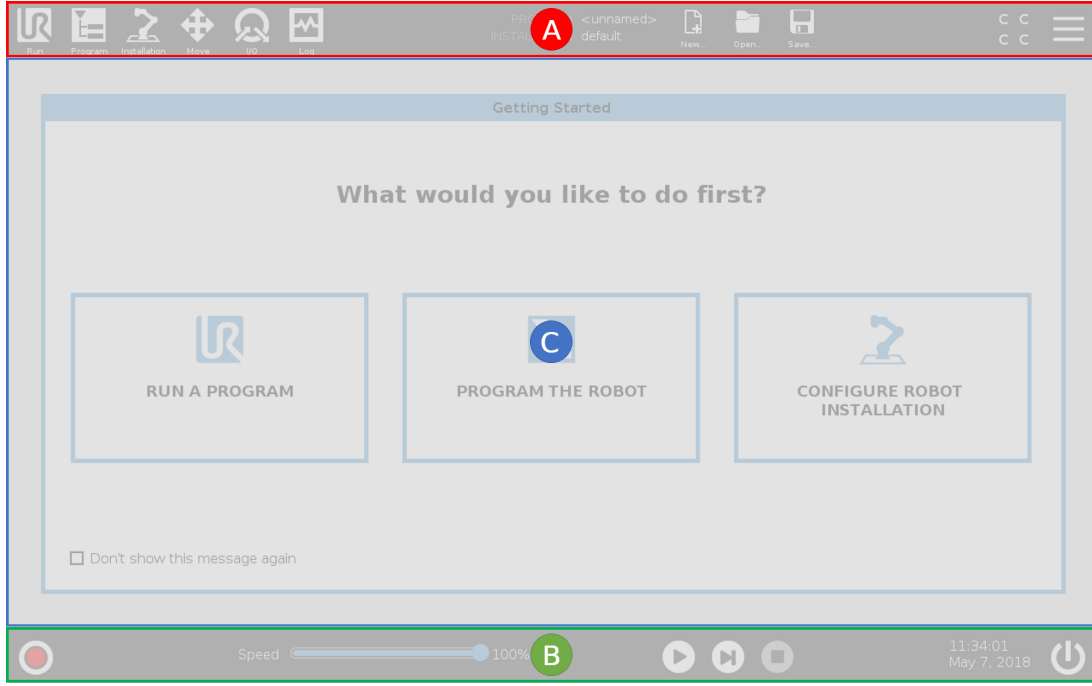 <unnamed>
A
default
Run
Program
Installation
Move
I/O
Log
New...
Open...
Save...
C C
C C
Getting Started
What would you like to do first?
C
RUN A PROGRAM
PROGRAM THE ROBOT
CONFIGURE ROBOT
INSTALLATION
Don't show this message again
Speed
100%
B
11:34:01
May 7, 2018